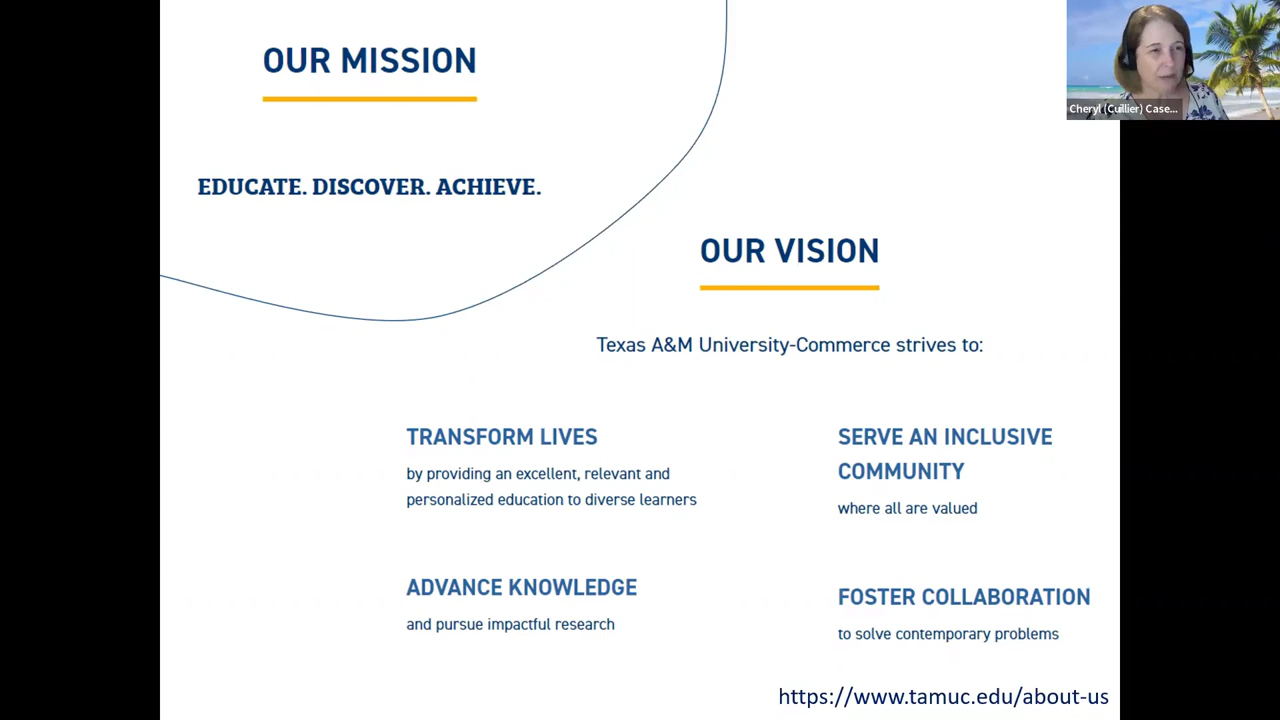 OUR MISSION
EDUCATE. DISCOVER. ACHIEVE.
OUR VISION
Texas A&M University-Commerce strives to:
TRANSFORM LIVES
by providing an excellent, relevant and
personalized education to diverse learners
SERVE AN INCLUSIVE
COMMUNITY
where all are valued
ADVANCE KNOWLEDGE
and pursue impactful research
FOSTER COLLABORATION
to solve contemporary problems
https://www.tamuc.edu/about-us
Cheryl (Cuillier) Case...